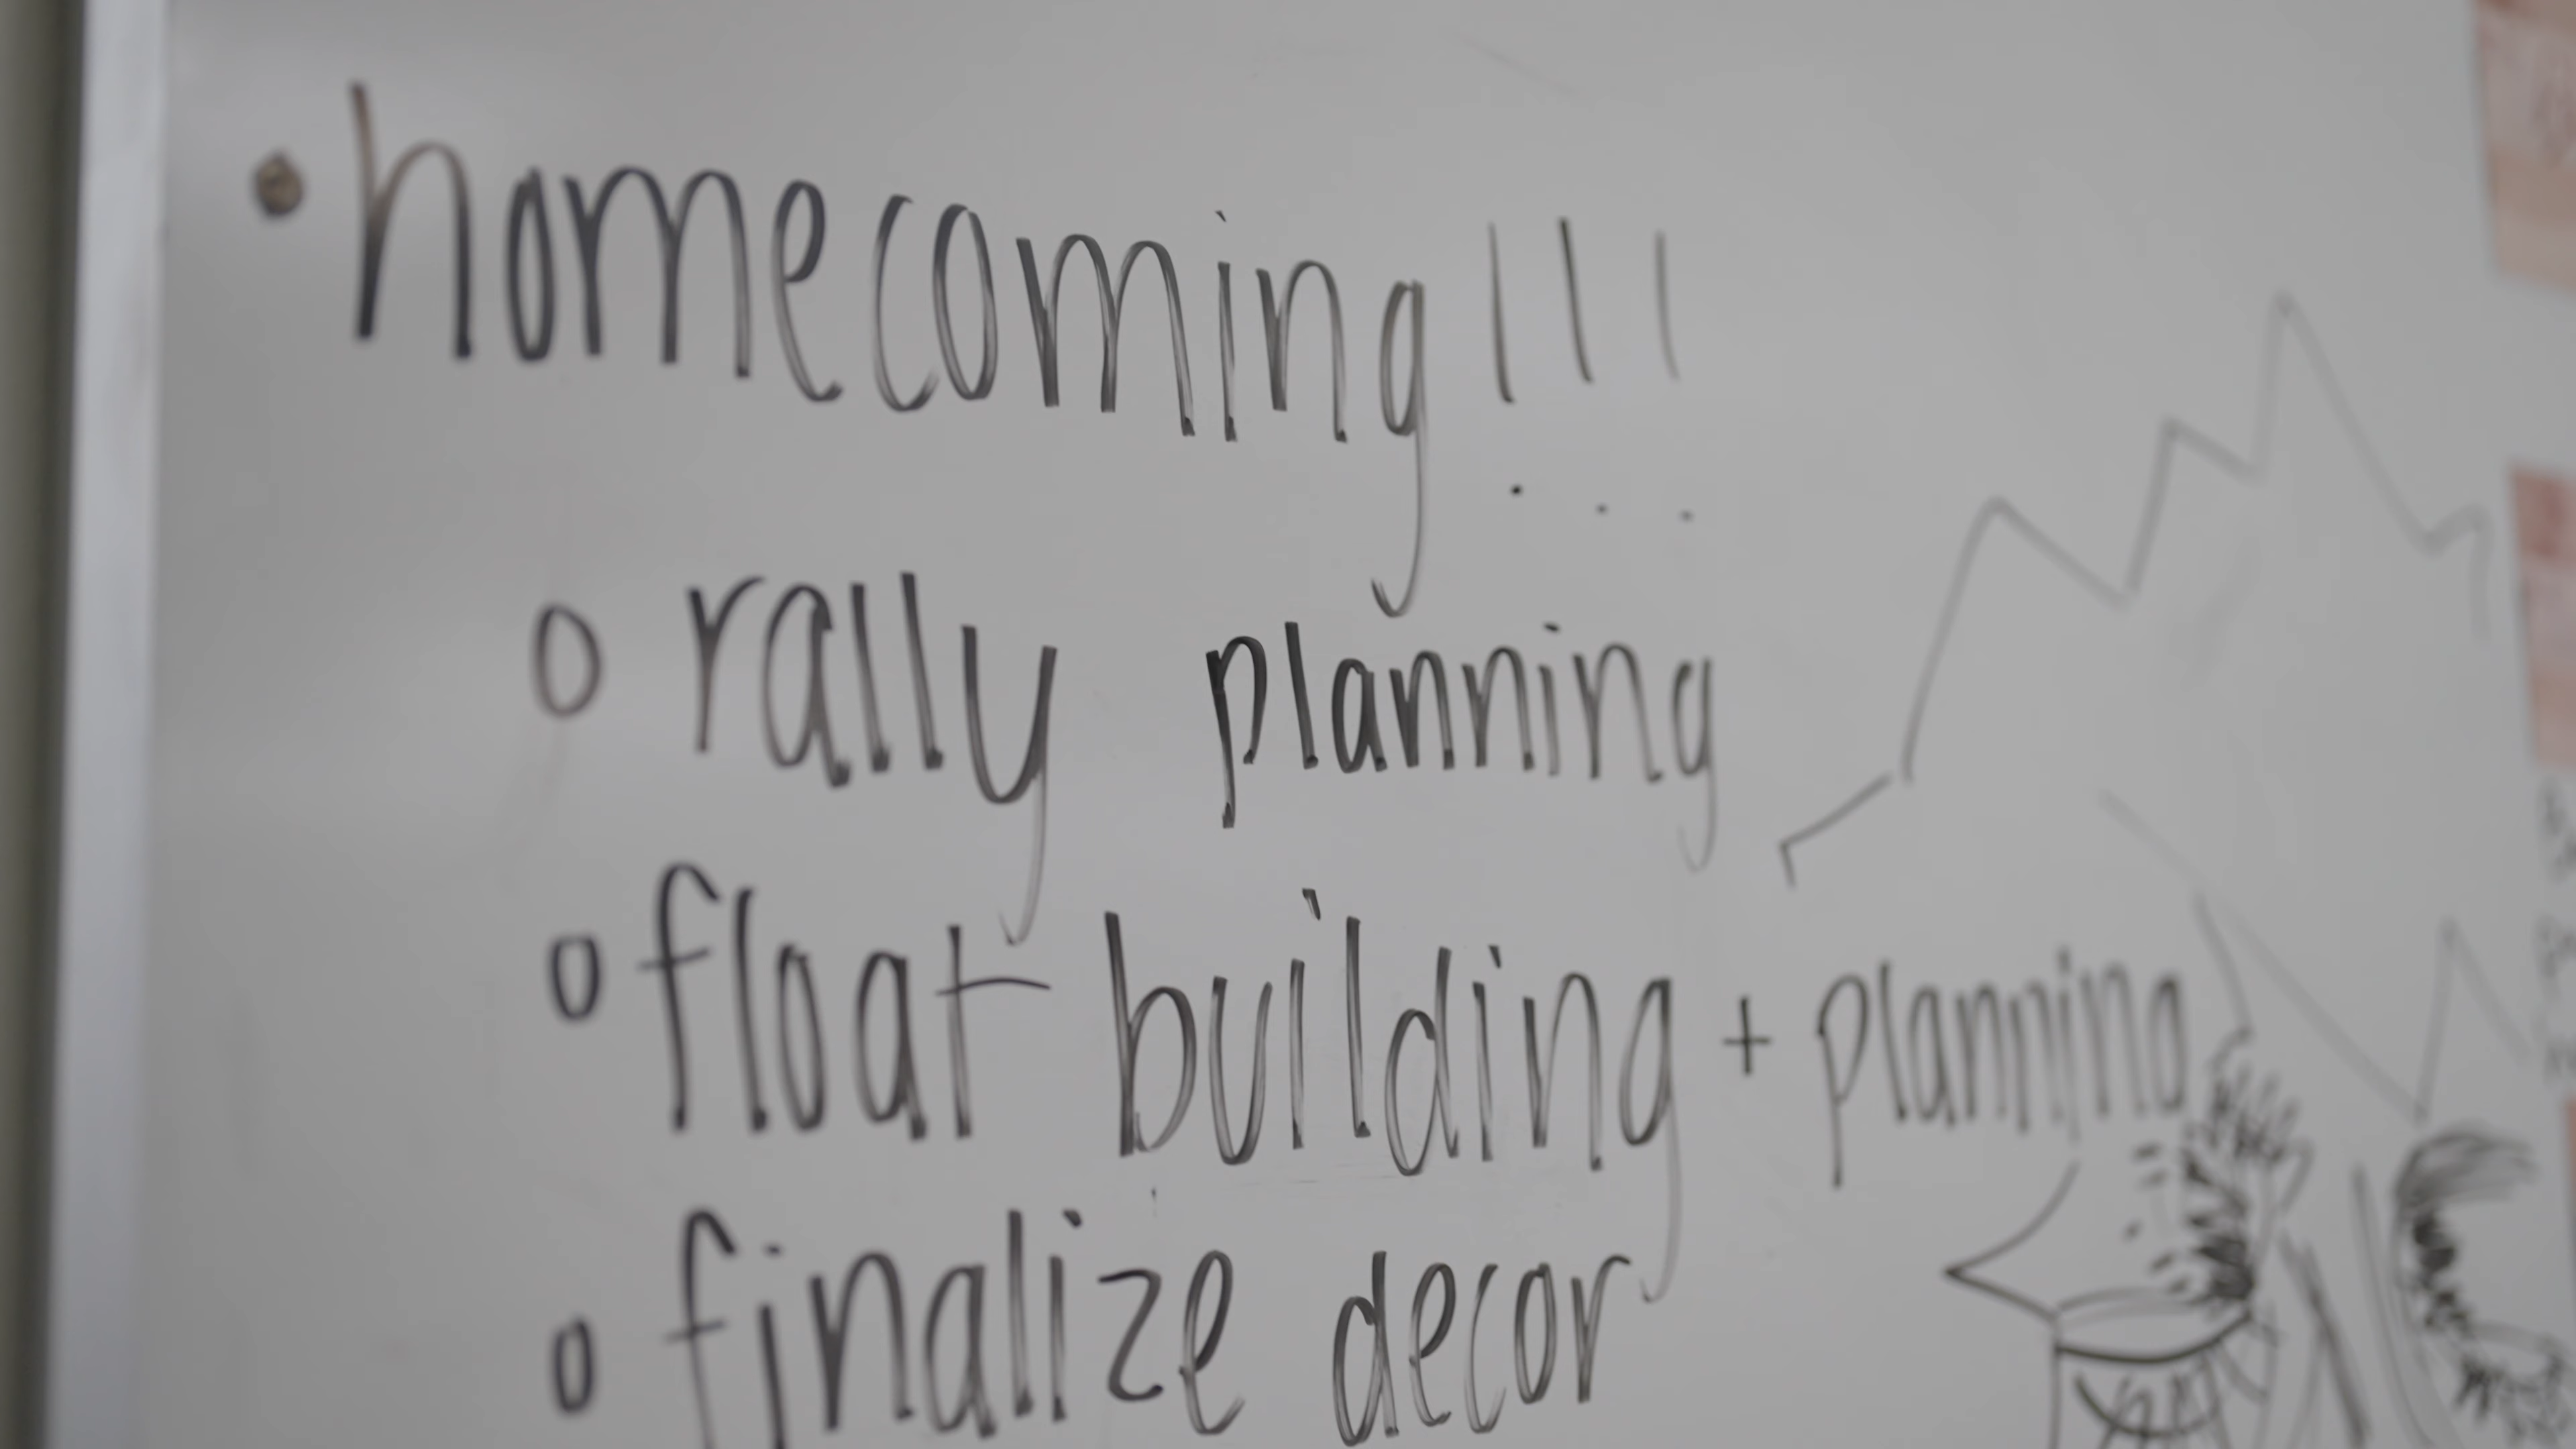 • homecoming!!!
o rally planning
o float building + planning
o finalize decor